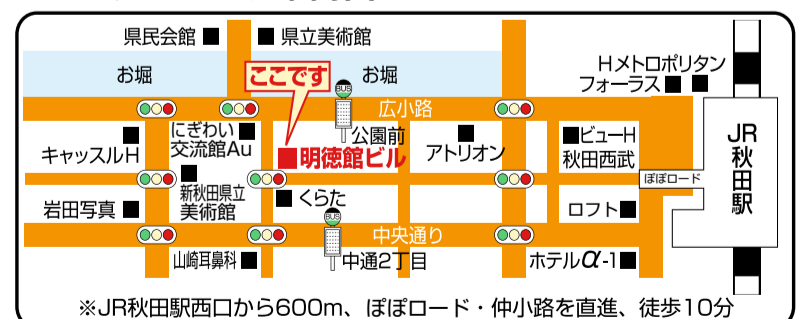 県民会館
県立美術館
お堀
ここです
お堀
Hメトロポリタン
フォーラス
BUS
広小路
公園前
キャッスルH
にぎわい
交流館Au
明徳館ビル
アトリオン
ビューH
秋田西武
JR秋田駅
ぽぽロード
新秋田県立
美術館
くらた
岩田写真
ロフト
BUS
中央通り
山崎耳鼻科
中通2丁目
ホテルα-1
※JR秋田駅西口から600m、ぽぽロード・仲小路を直進、徒歩10分